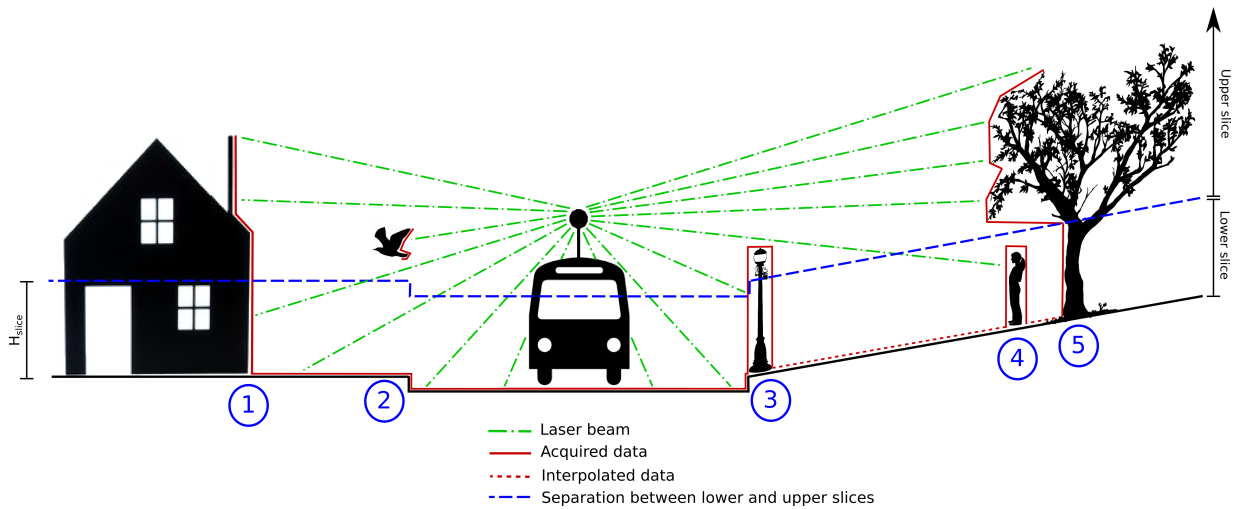 Upper slice
Lower slice
Hslice
1
2
3
4
5
Laser beam
Acquired data
Interpolated data
Separation between lower and upper slices